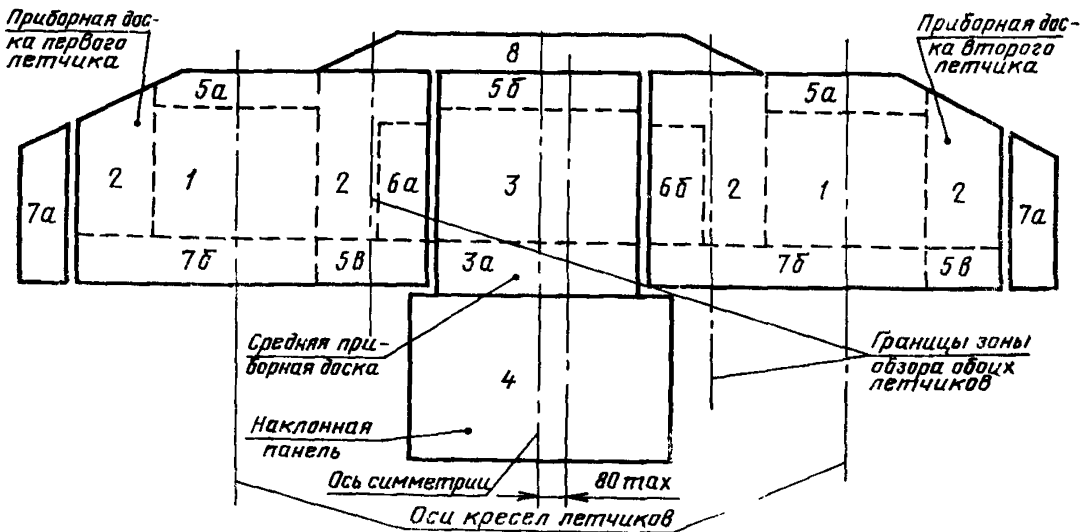 Приборная дос-
ка первого
летчика
Приборная дос-
ка второго
летчика
8
5а
5б
5а
2
1
2
6а
3
6б
2
1
2
7а
7а
7б
5в
3а
7б
5в
Средняя при-
борная доска
Границы зоны
обзора обоих
летчиков
4
Наклонная
панель
Ось симметрии
80 max
Оси кресел летчиков